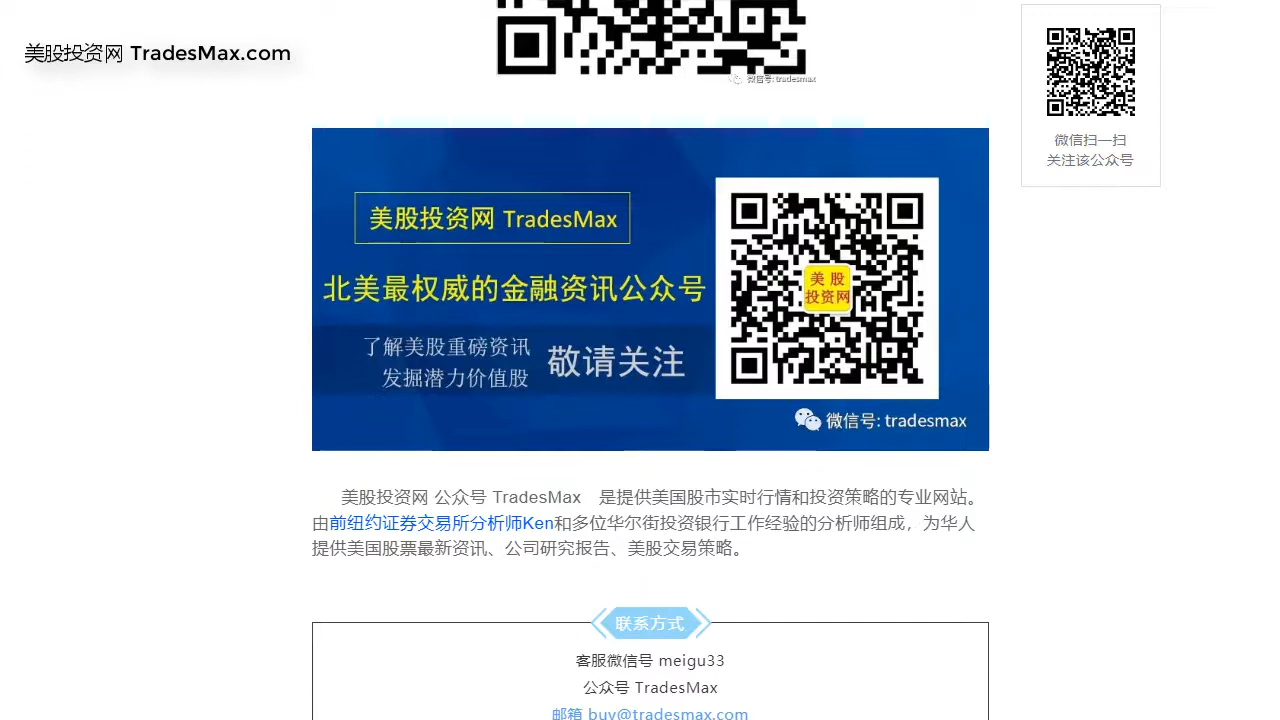 美股投资网 TradesMax.com
微信号: tradesmax
微信扫一扫
关注该公众号
美股投资网 TradesMax
北美最权威的金融资讯公众号
了解美股重磅资讯
发掘潜力价值股
敬请关注
美 股
投资网
微信号: tradesmax
美股投资网 公众号 TradesMax 是提供美国股市实时行情和投资策略的专业网站。
由前纽约证券交易所分析师Ken和多位华尔街投资银行工作经验的分析师组成，为华人
提供美国股票最新资讯、公司研究报告、美股交易策略。
联系方式
客服微信号 meigu33
公众号 TradesMax
邮箱 buy@tradesmax.com